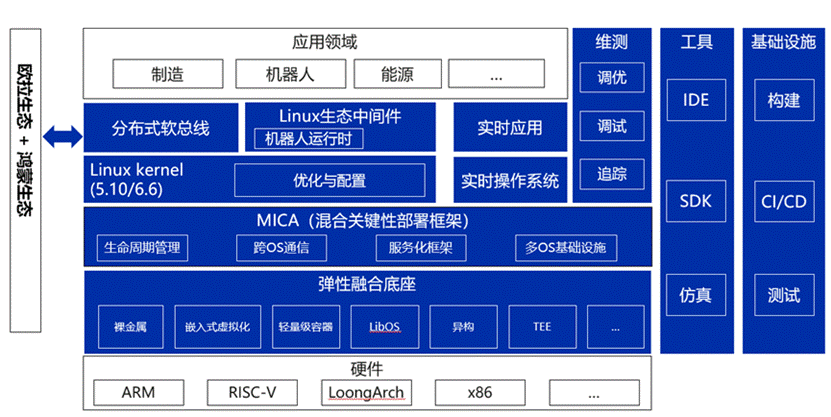 欧拉生态 + 鸿蒙生态
应用领域
制造
机器人
能源
...
分布式软总线
Linux生态中间件
机器人运行时
实时应用
Linux kernel
(5.10/6.6)
优化与配置
实时操作系统
MICA（混合关键性部署框架）
生命周期管理
跨OS通信
服务化框架
多OS基础设施
弹性融合底座
裸金属
嵌入式虚拟化
轻量级容器
LibOS
异构
TEE
...
硬件
ARM
RISC-V
LoongArch
x86
...
维测
调优
调试
追踪
工具
IDE
SDK
仿真
基础设施
构建
CI/CD
测试